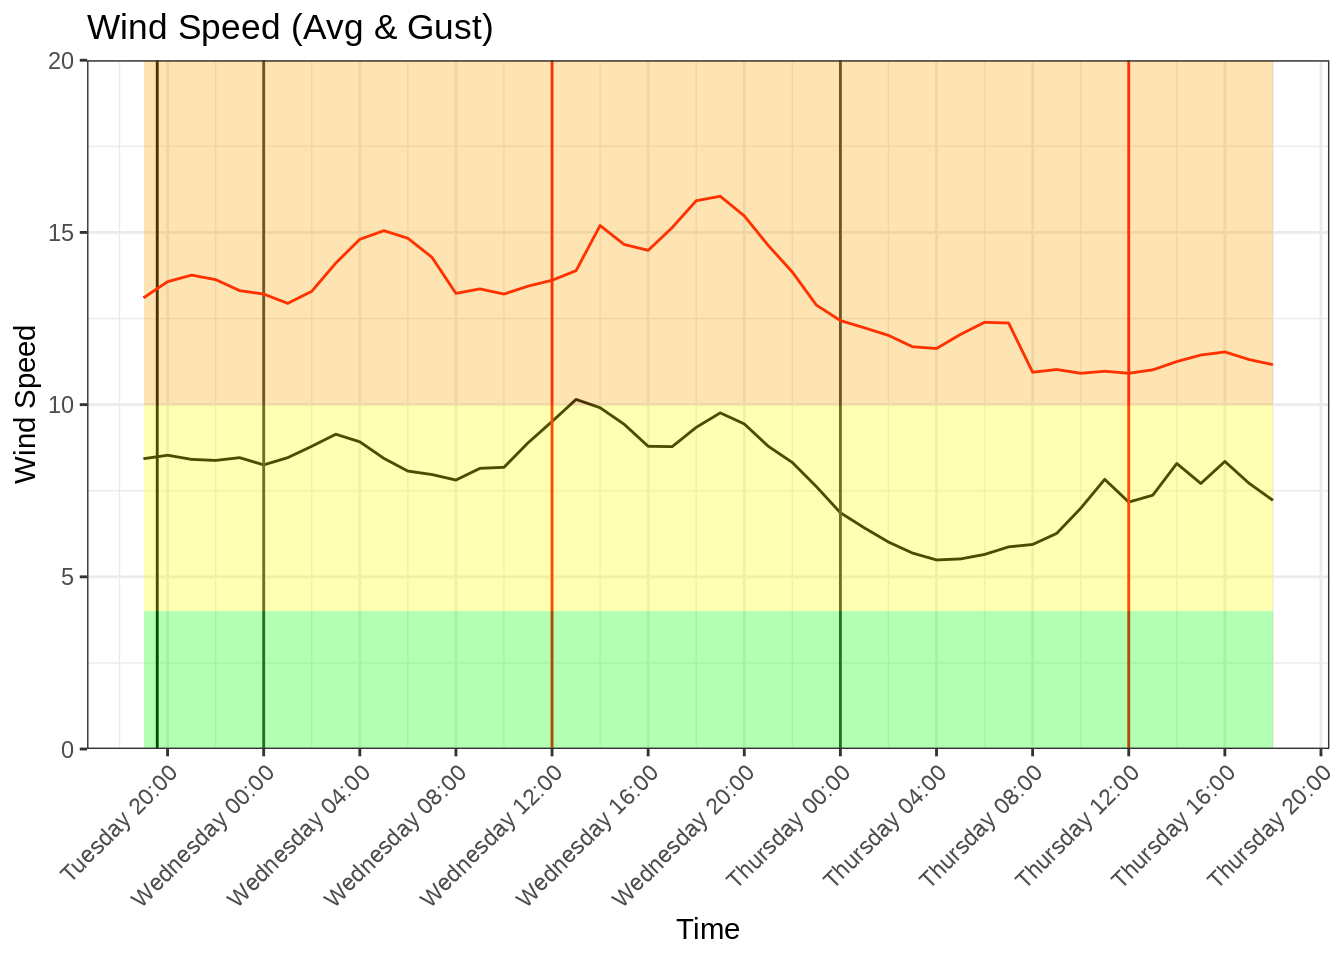 Wind Speed (Avg & Gust)
20
15
10
5
0
Wind Speed
Tuesday 20:00
Wednesday 00:00
Wednesday 04:00
Wednesday 08:00
Wednesday 12:00
Wednesday 16:00
Wednesday 20:00
Thursday 00:00
Thursday 04:00
Thursday 08:00
Thursday 12:00
Thursday 16:00
Thursday 20:00
Time